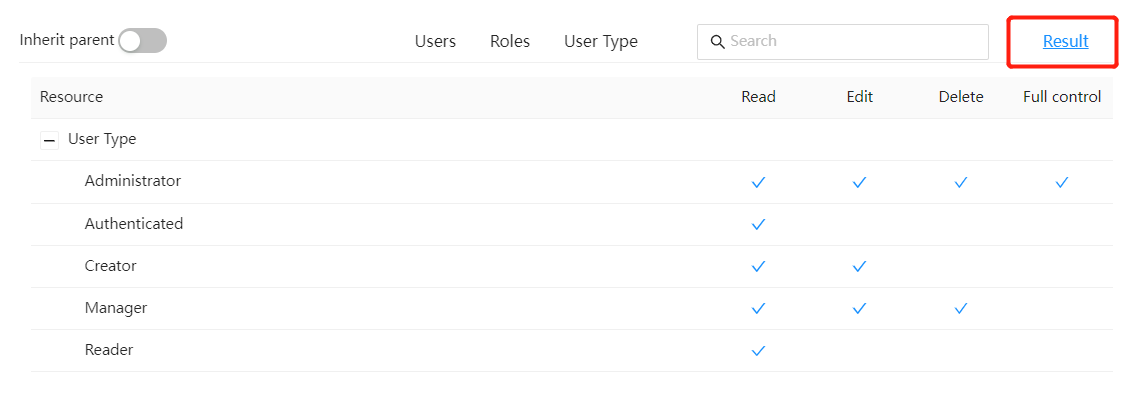 Inherit parent Users Roles User Type Search Result
Resource Read Edit Delete Full control
User Type
Administrator
Authenticated
Creator
Manager
Reader